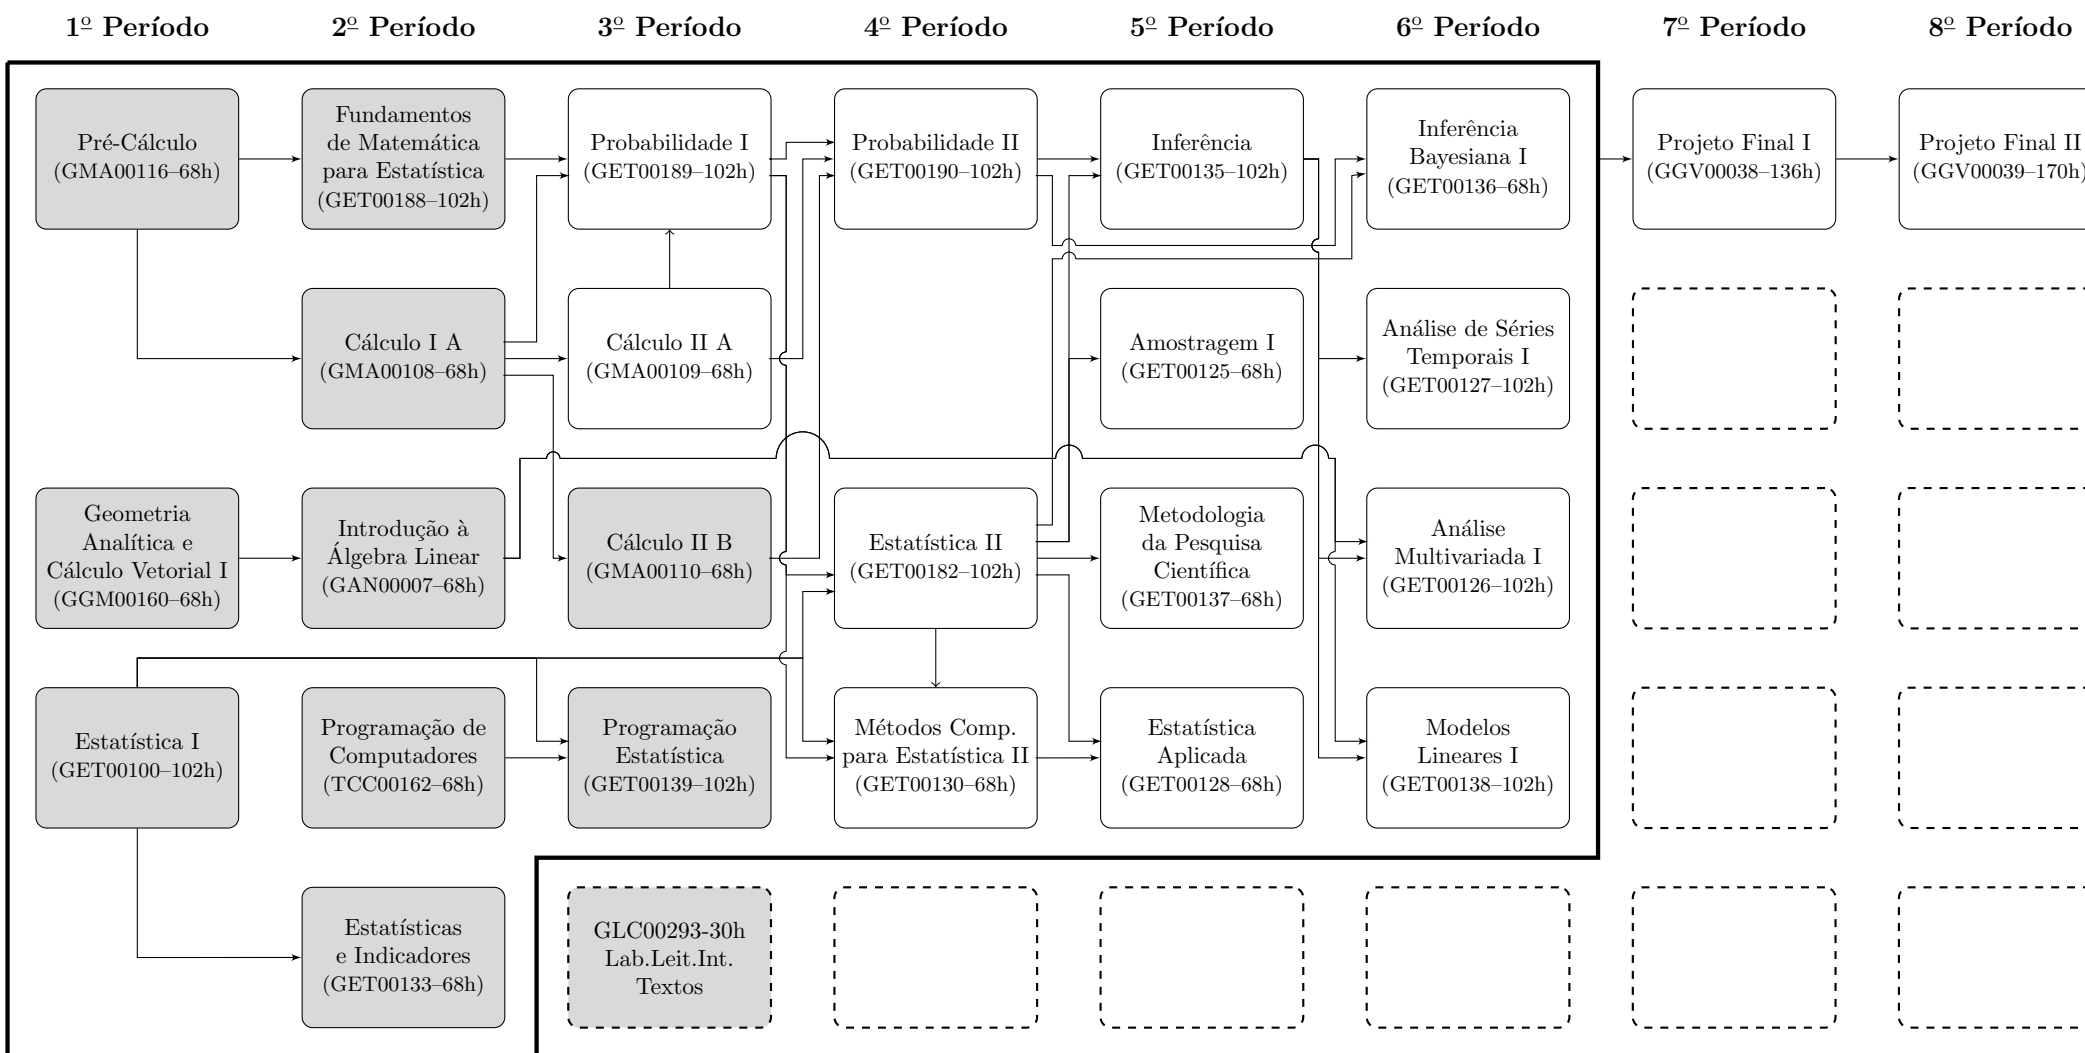 1º Período
2º Período
3º Período
4º Período
5º Período
6º Período
7º Período
8º Período
Pré-Cálculo
(GMA00116–68h)
Fundamentos
de Matemática
para Estatística
(GET00188–102h)
Probabilidade I
(GET00189–102h)
Probabilidade II
(GET00190–102h)
Inferência
(GET00135–102h)
Inferência
Bayesiana I
(GET00136–68h)
Projeto Final I
(GGV00038–136h)
Projeto Final II
(GGV00039–170h)
Cálculo I A
(GMA00108–68h)
Cálculo II A
(GMA00109–68h)
Amostragem I
(GET00125–68h)
Análise de Séries
Temporais I
(GET00127–102h)
Geometria
Analítica e
Cálculo Vetorial I
(GGM00160–68h)
Introdução à
Álgebra Linear
(GAN00007–68h)
Cálculo II B
(GMA00110–68h)
Estatística II
(GET00182–102h)
Metodologia
da Pesquisa
Científica
(GET00137–68h)
Análise
Multivariada I
(GET00126–102h)
Estatística I
(GET00100–102h)
Programação de
Computadores
(TCC00162–68h)
Programação
Estatística
(GET00139–102h)
Métodos Comp.
para Estatística II
(GET00130–68h)
Estatística
Aplicada
(GET00128–68h)
Modelos
Lineares I
(GET00138–102h)
Estatísticas
e Indicadores
(GET00133–68h)
GLC00293-30h
Lab.Leit.Int.
Textos